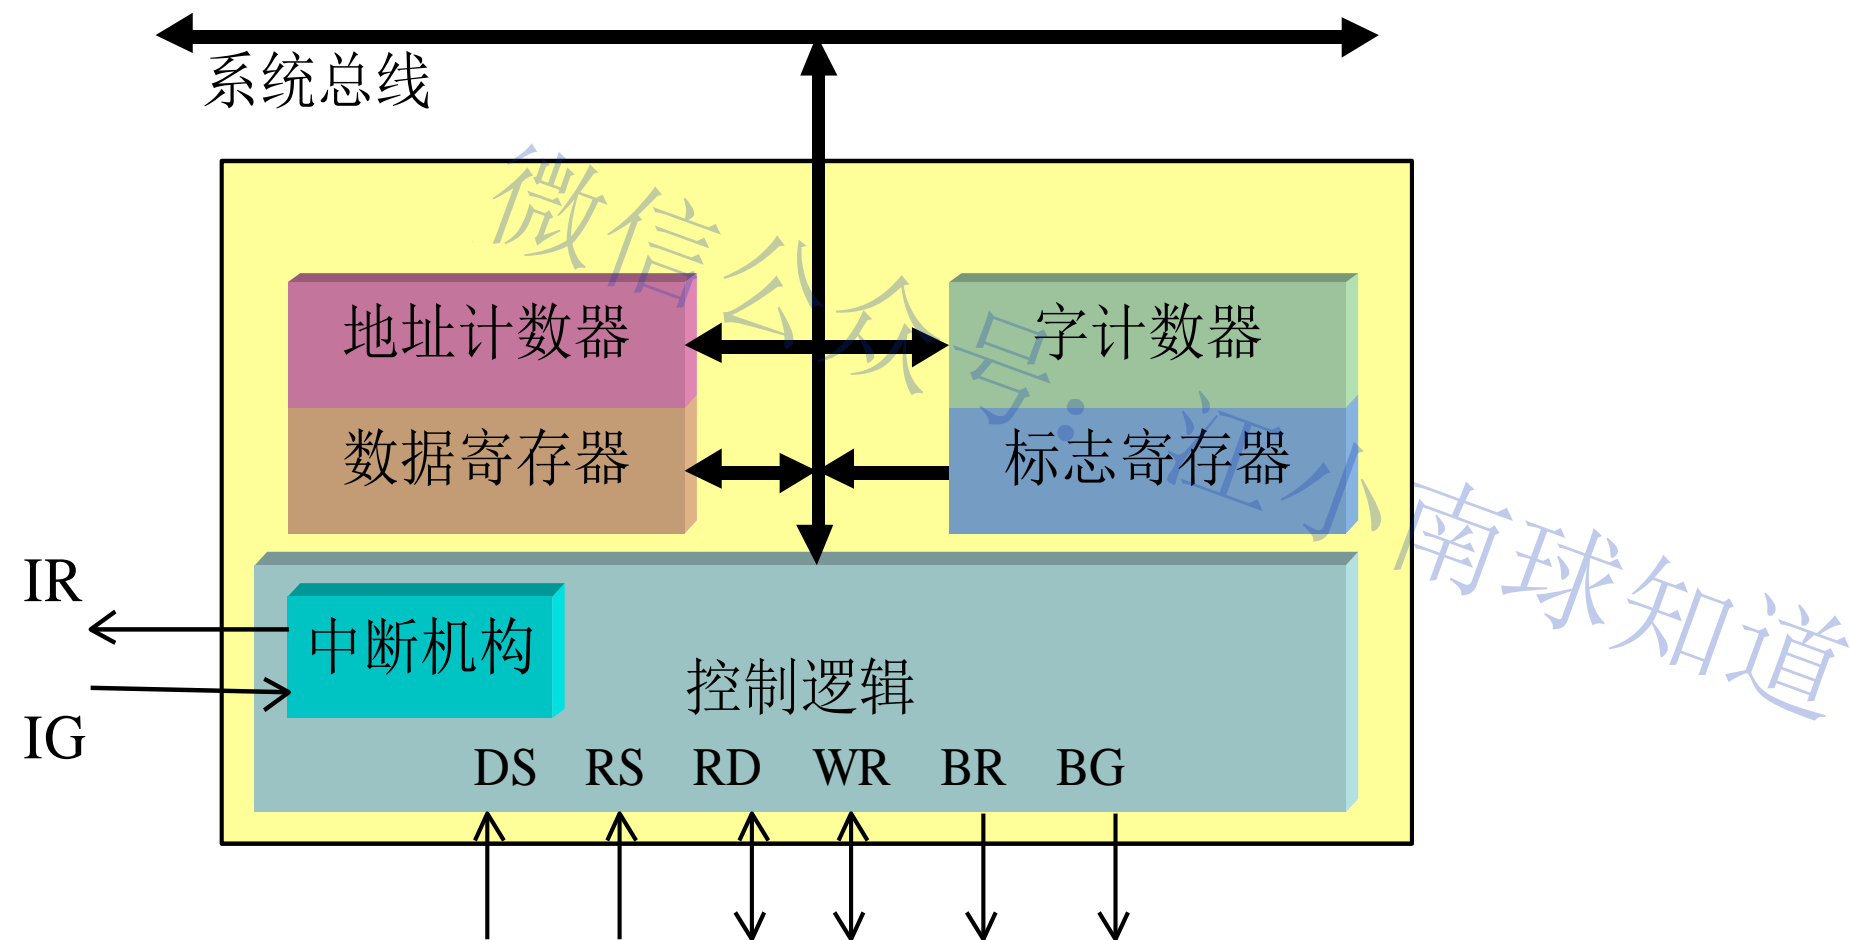 系统总线
地址计数器
字计数器
数据寄存器
标志寄存器
IR
中断机构
IG
控制逻辑
DS RS RD WR BR BG
微信公众号：江小南球知道